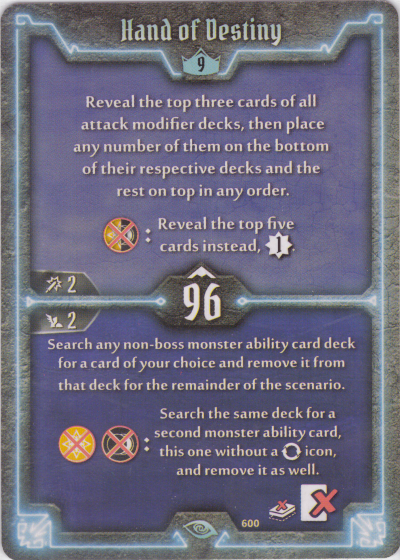 Hand of Destiny
9
Reveal the top three cards of all
attack modifier decks, then place
any number of them on the bottom
of their respective decks and the
rest on top in any order.
: Reveal the top five
cards instead, 1.
2
96
2
Search any non-boss monster ability card deck
for a card of your choice and remove it from
that deck for the remainder of the scenario.
Search the same deck for a
: second monster ability card,
this one without a icon,
and remove it as well.
600